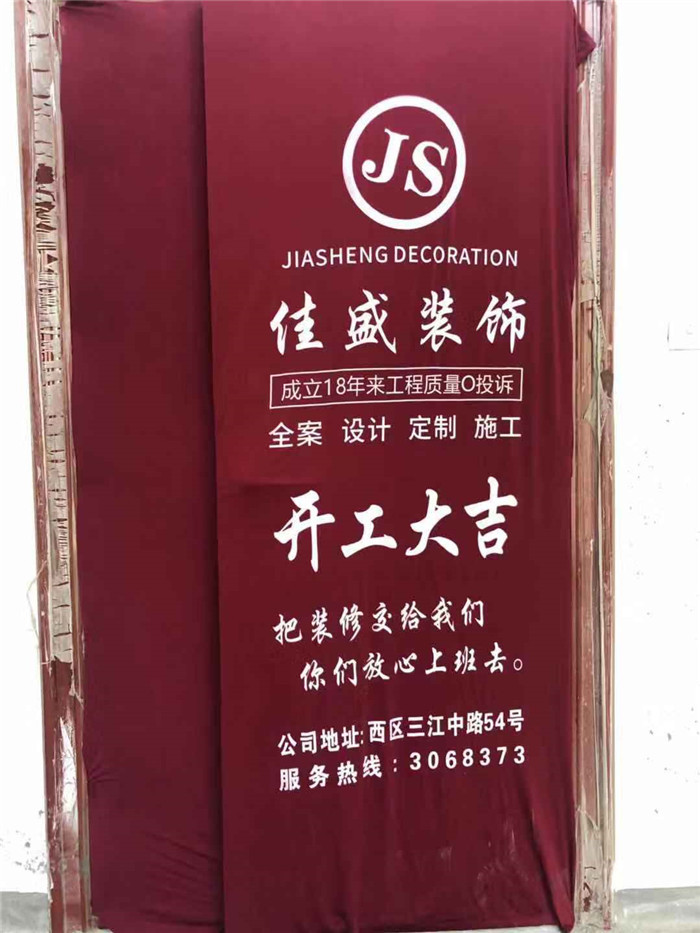 JS
JIASHENG DECORATION
佳盛装饰
成立18年来工程质量0投诉
全案 设计 定制 施工
开工大吉
把装修交给我们
你们放心上班去。
公司地址:西区三江中路54号
服务热线：3068373